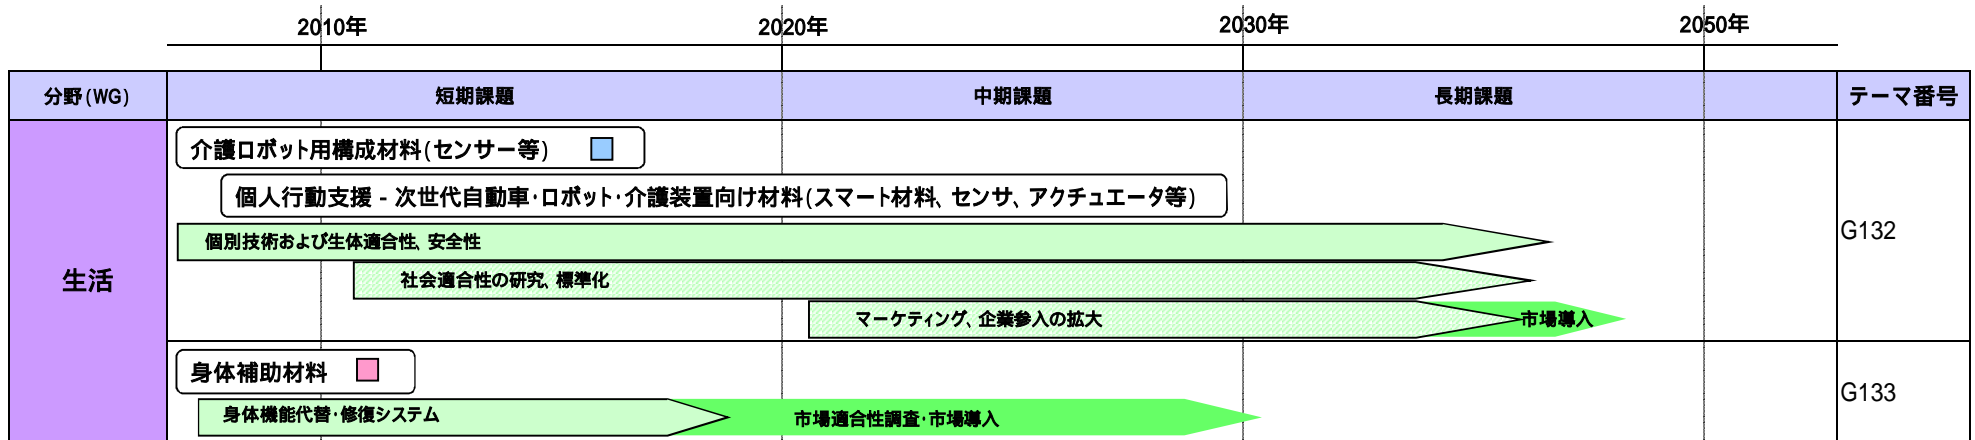 2010年 2020年 2030年 2050年
分野(WG) 短期課題 中期課題 長期課題 テーマ番号
介護ロボット用構成材料(センサー等)
個人行動支援 - 次世代自動車･ロボット･介護装置向け材料(スマート材料、センサ、アクチュエータ等)
個別技術および生体適合性、安全性
G132
生活
社会適合性の研究、標準化
マーケティング、企業参入の拡大 市場導入
身体補助材料
G133
身体機能代替･修復システム 市場適合性調査･市場導入